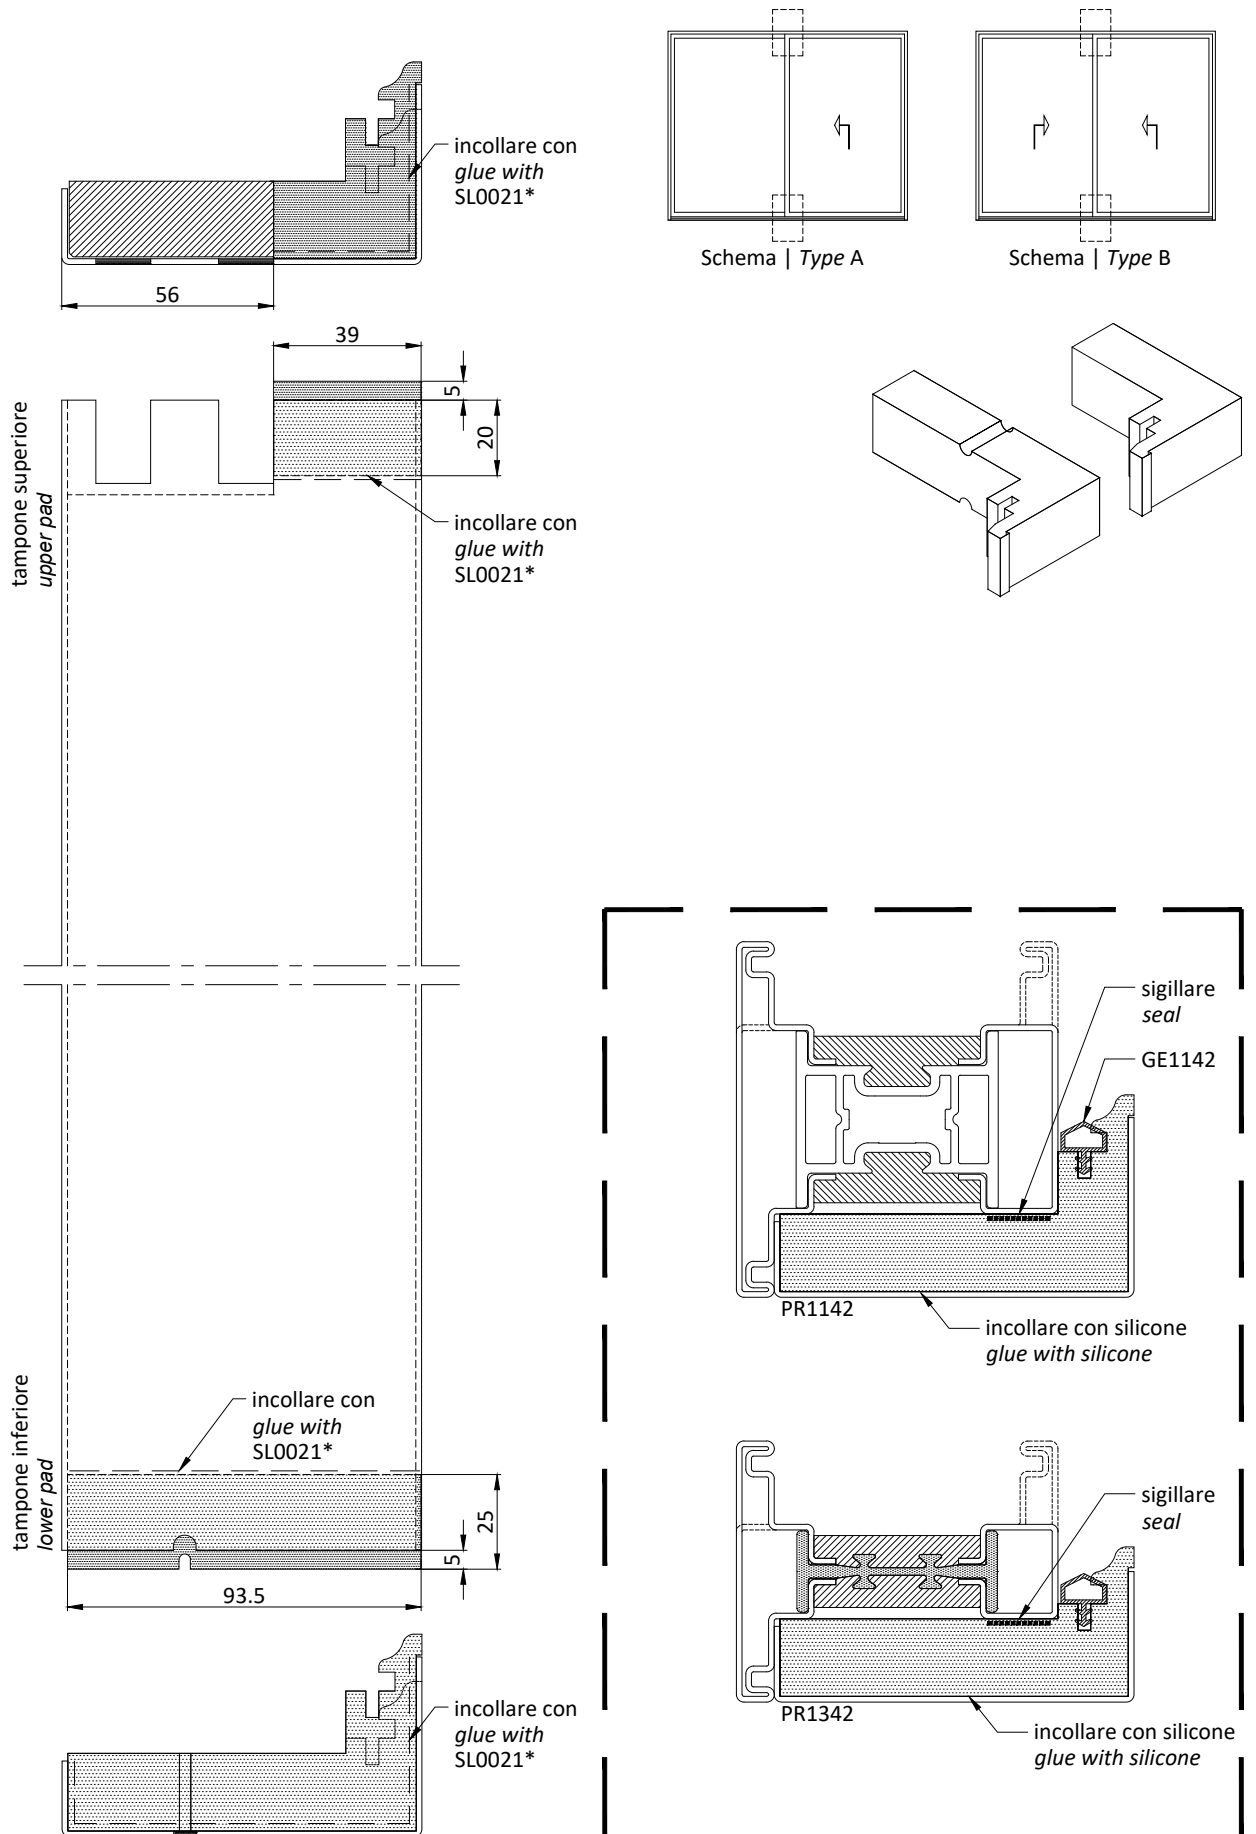 incollare con
glue with
SL0021*
56
Schema | Type A
Schema | Type B
39
5
20
tampone superiore
upper pad
incollare con
glue with
SL0021*
sigillare
seal
GE1142
PR1142
incollare con silicone
glue with silicone
tampone inferiore
lower pad
incollare con
glue with
SL0021*
25
5
93.5
sigillare
seal
PR1342
incollare con silicone
glue with silicone
incollare con
glue with
SL0021*